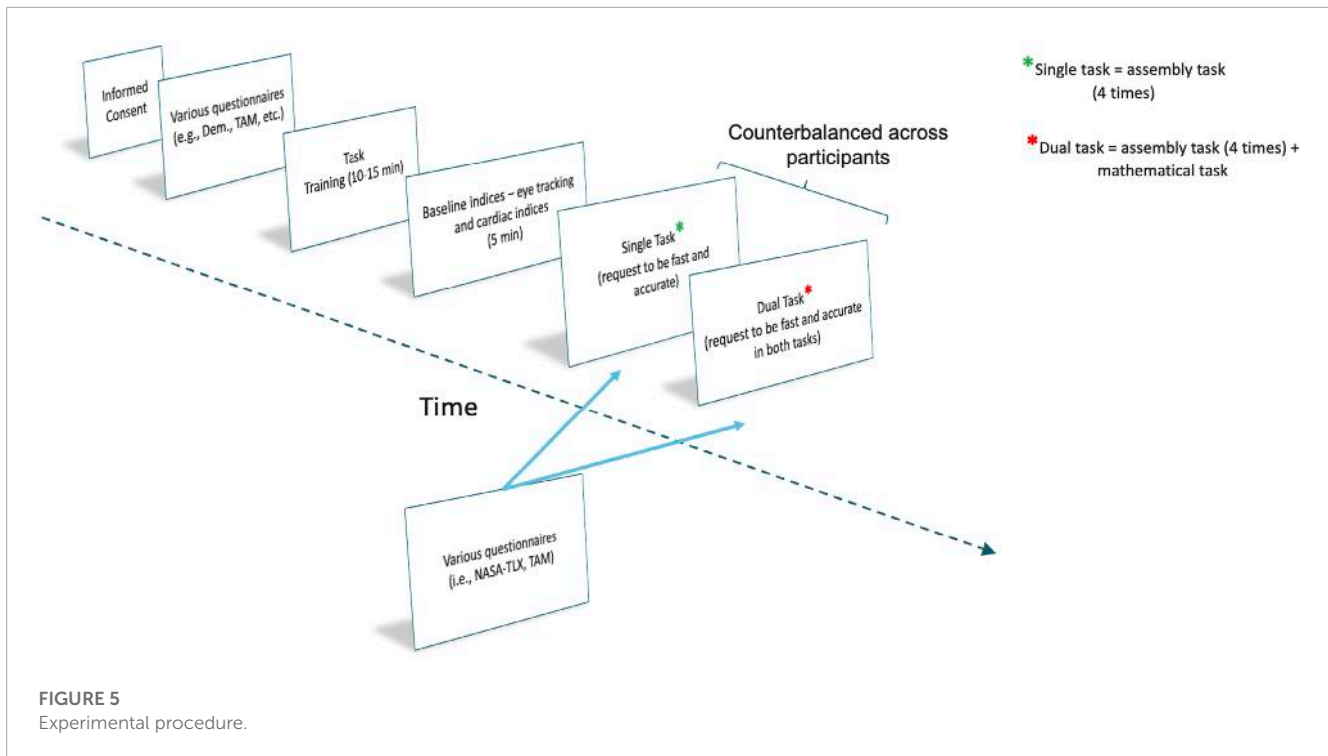 Informed
Consent
Various questionnaires
(e.g., Dem., TAM, etc.)
Task
Training (10-15 min)
Baseline indices – eye tracking
and cardiac indices
(5 min)
Counterbalanced across
participants
Single Task*
(request to be fast and
accurate)
Dual Task*
(request to be fast and accurate
in both tasks)
*Single task = assembly task
(4 times)
*Dual task = assembly task (4 times) +
mathematical task
Time
Various questionnaires
(i.e., NASA-TLX, TAM)
FIGURE 5
Experimental procedure.